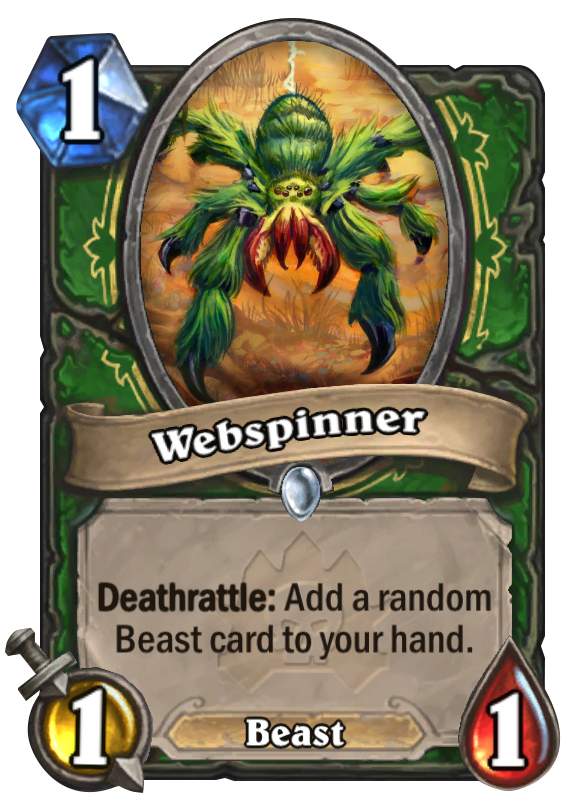 1
Webspinner
Deathrattle: Add a random
Beast card to your hand.
1
Beast
1